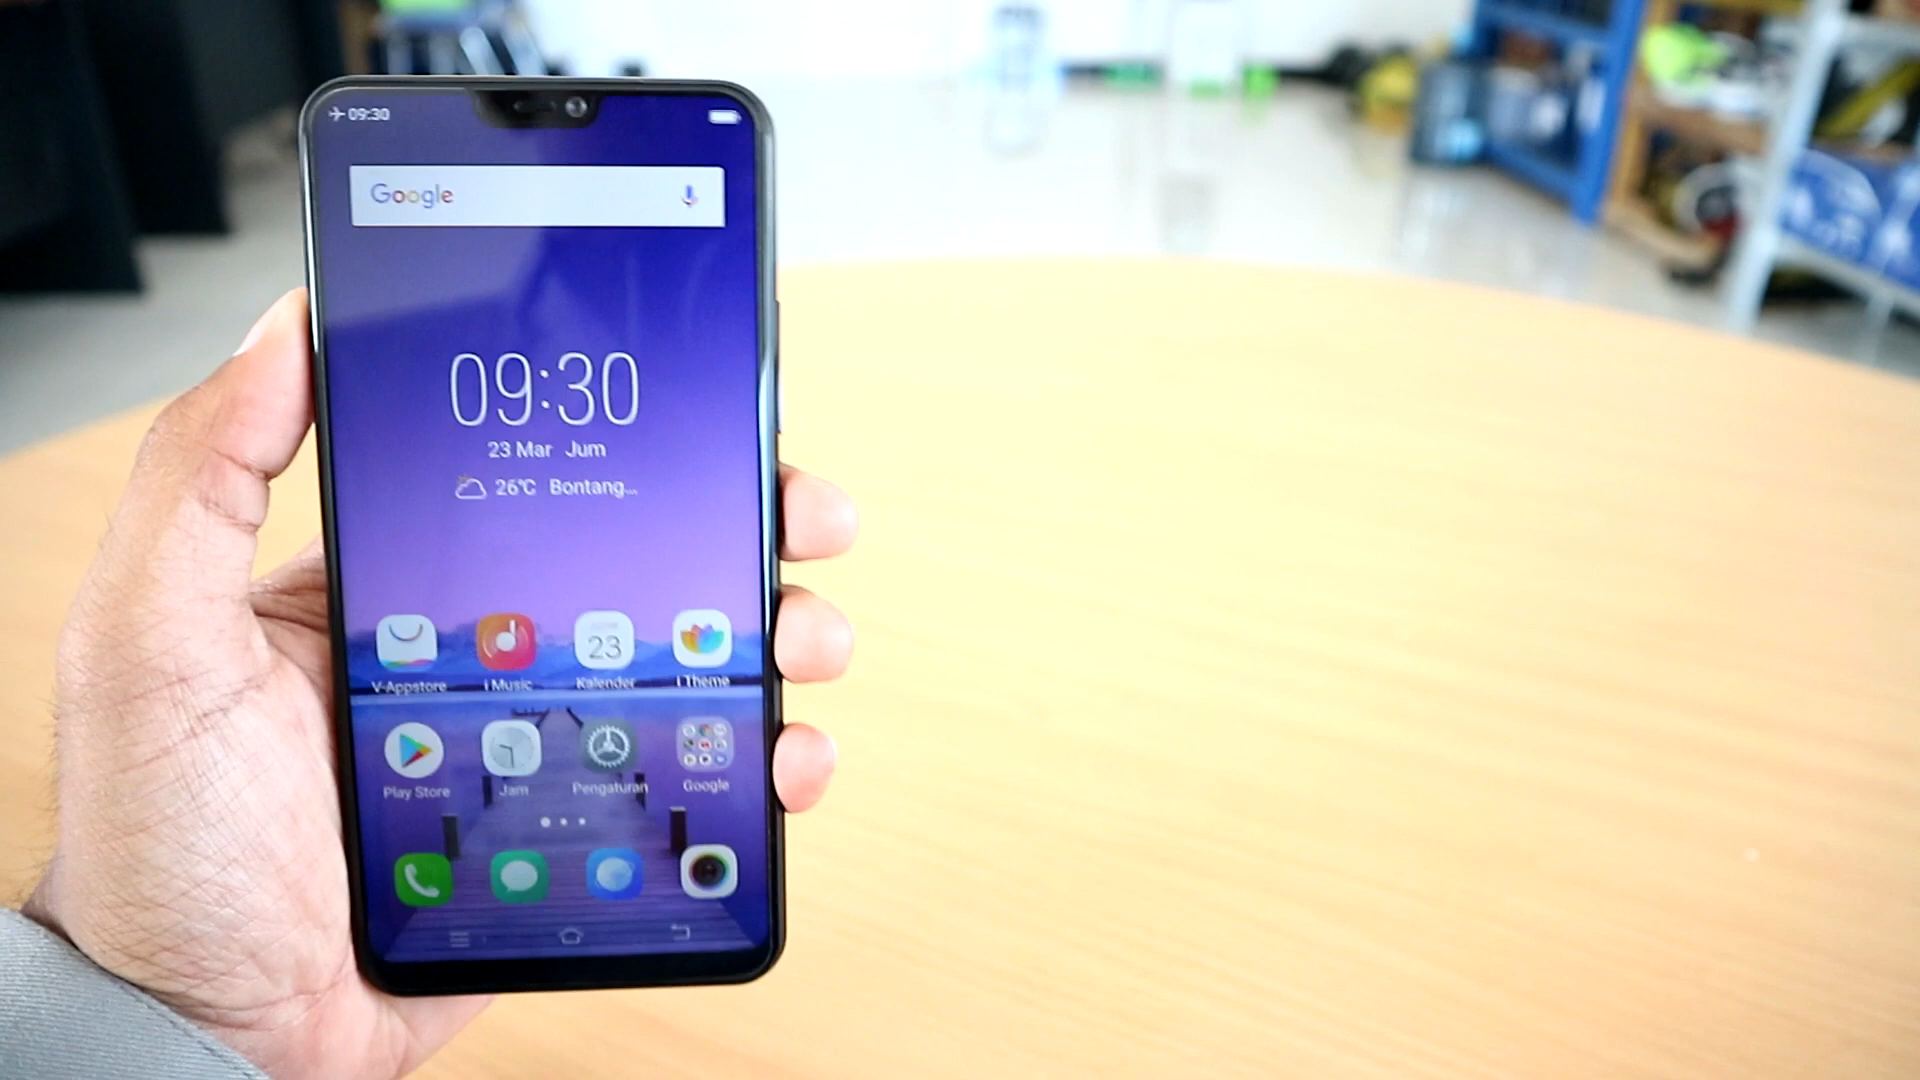 09:30
Google
09:30
23 Mar Jum
26°C Bontang...
V-Appstore i Music Kalender i Theme
23
Play Store Jam Pengaturan Google